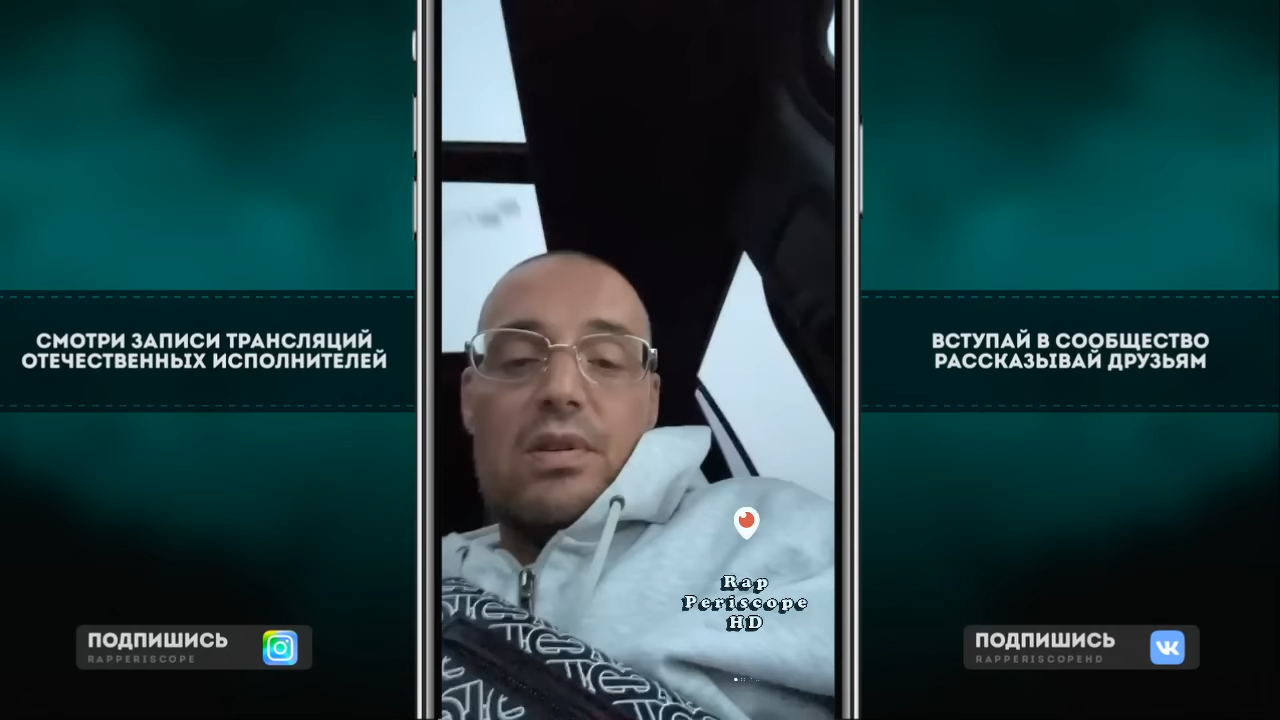 СМОТРИ ЗАПИСИ ТРАНСЛЯЦИЙ
ОТЕЧЕСТВЕННЫХ ИСПОЛНИТЕЛЕЙ
ВСТУПАЙ В СООБЩЕСТВО
РАССКАЗЫВАЙ ДРУЗЬЯМ
Rap
Periscope
HD
ПОДПИШИСЬ
RAPPERISCOPE
ПОДПИШИСЬ
RAPPERISCOPEHD